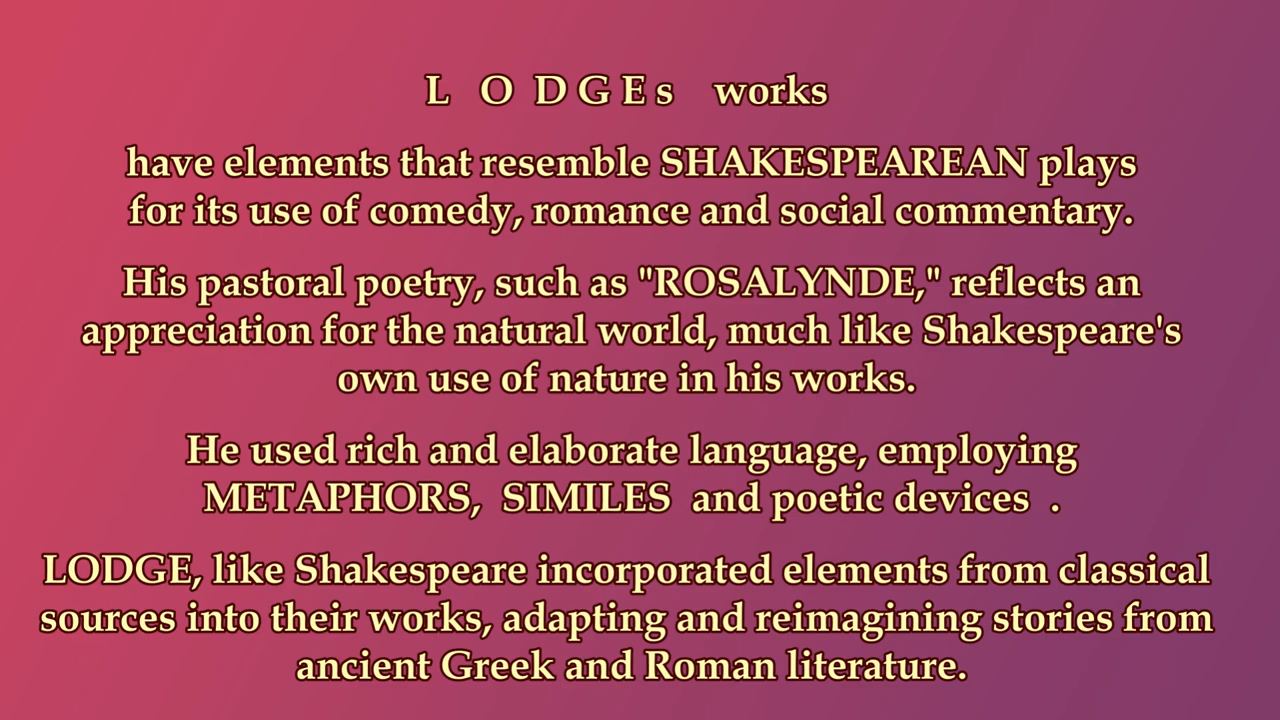 L O DGEs works
have elements that resemble SHAKESPEAREAN plays
for its use of comedy, romance and social commentary.
His pastoral poetry, such as "ROSALYNDE," reflects an
appreciation for the natural world, much like Shakespeare's
own use of nature in his works.
He used rich and elaborate language, employing
METAPHORS, SIMILES and poetic devices .
LODGE, like Shakespeare incorporated elements from classical
sources into their works, adapting and reimagining stories from
ancient Greek and Roman literature.